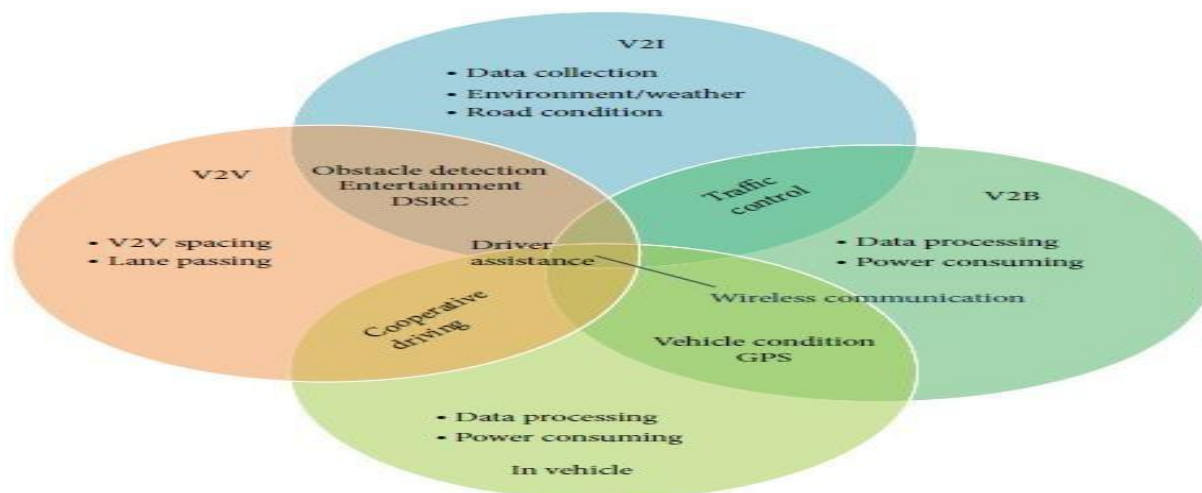 V2I
• Data collection
• Environment/weather
• Road condition
V2V
Obstacle detection
Entertainment
DSRC
Traffic
control
V2B
• V2V spacing
• Lane passing
Driver
assistance
• Data processing
• Power consuming
Wireless communication
Cooperative
driving
Vehicle condition
GPS
• Data processing
• Power consuming
In vehicle